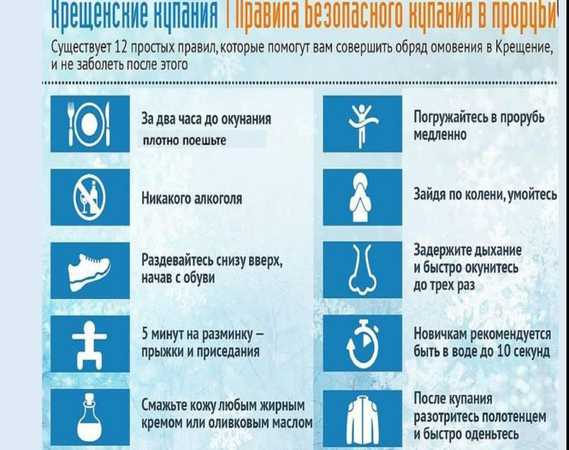 Крещенские купания | Правила безопасного купания в проруби
Существует 12 простых правил, которые помогут вам совершить обряд омовения в Крещение,
и не заболеть после этого
За два часа до окунания
плотно поешьте
Никакого алкоголя
Раздевайтесь снизу вверх,
начав с обуви
5 минут на разминку —
прыжки и приседания
Смажьте кожу любым жирным
кремом или оливковым маслом
Погружайтесь в прорубь
медленно
Зайдя по колени, умойтесь
Задержите дыхание
и быстро окунитесь
до трех раз
Новичкам рекомендуется
быть в воде до 10 секунд
После купания
разотритесь полотенцем
и быстро оденьтесь